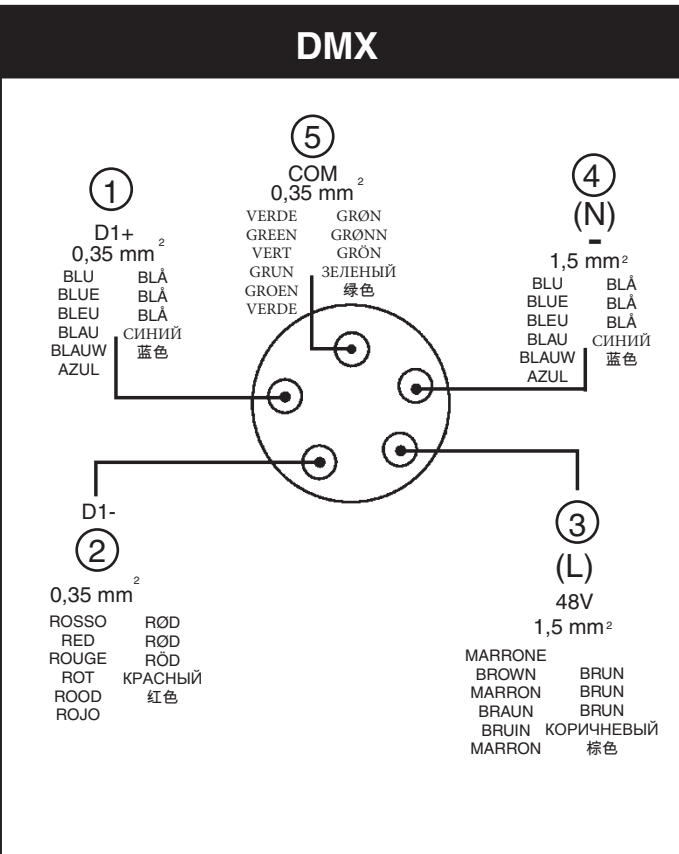 DMX
1
D1+
0,35 mm²
BLU BLÅ
BLUE BLÅ
BLEU BLÅ
BLAU СИНИЙ
BLAUW 蓝色
AZUL
5
COM
0,35 mm²
VERDE GRØN
GREEN GRØNN
VERT GRÖN
GRUN ЗЕЛЕНЫЙ
GROEN 绿色
VERDE
4
(N)
-
1,5 mm²
BLU BLÅ
BLUE BLÅ
BLEU BLÅ
BLAU СИНИЙ
BLAUW 蓝色
AZUL
D1-
2
0,35 mm²
ROSSO RØD
RED RØD
ROUGE RÖD
ROT КРАСНЫЙ
ROOD 红色
ROJO
3
(L)
48V
1,5 mm²
MARRONE
BROWN BRUN
MARRON BRUN
BRAUN BRUN
BRUIN КОРИЧНЕВЫЙ
MARRON 棕色